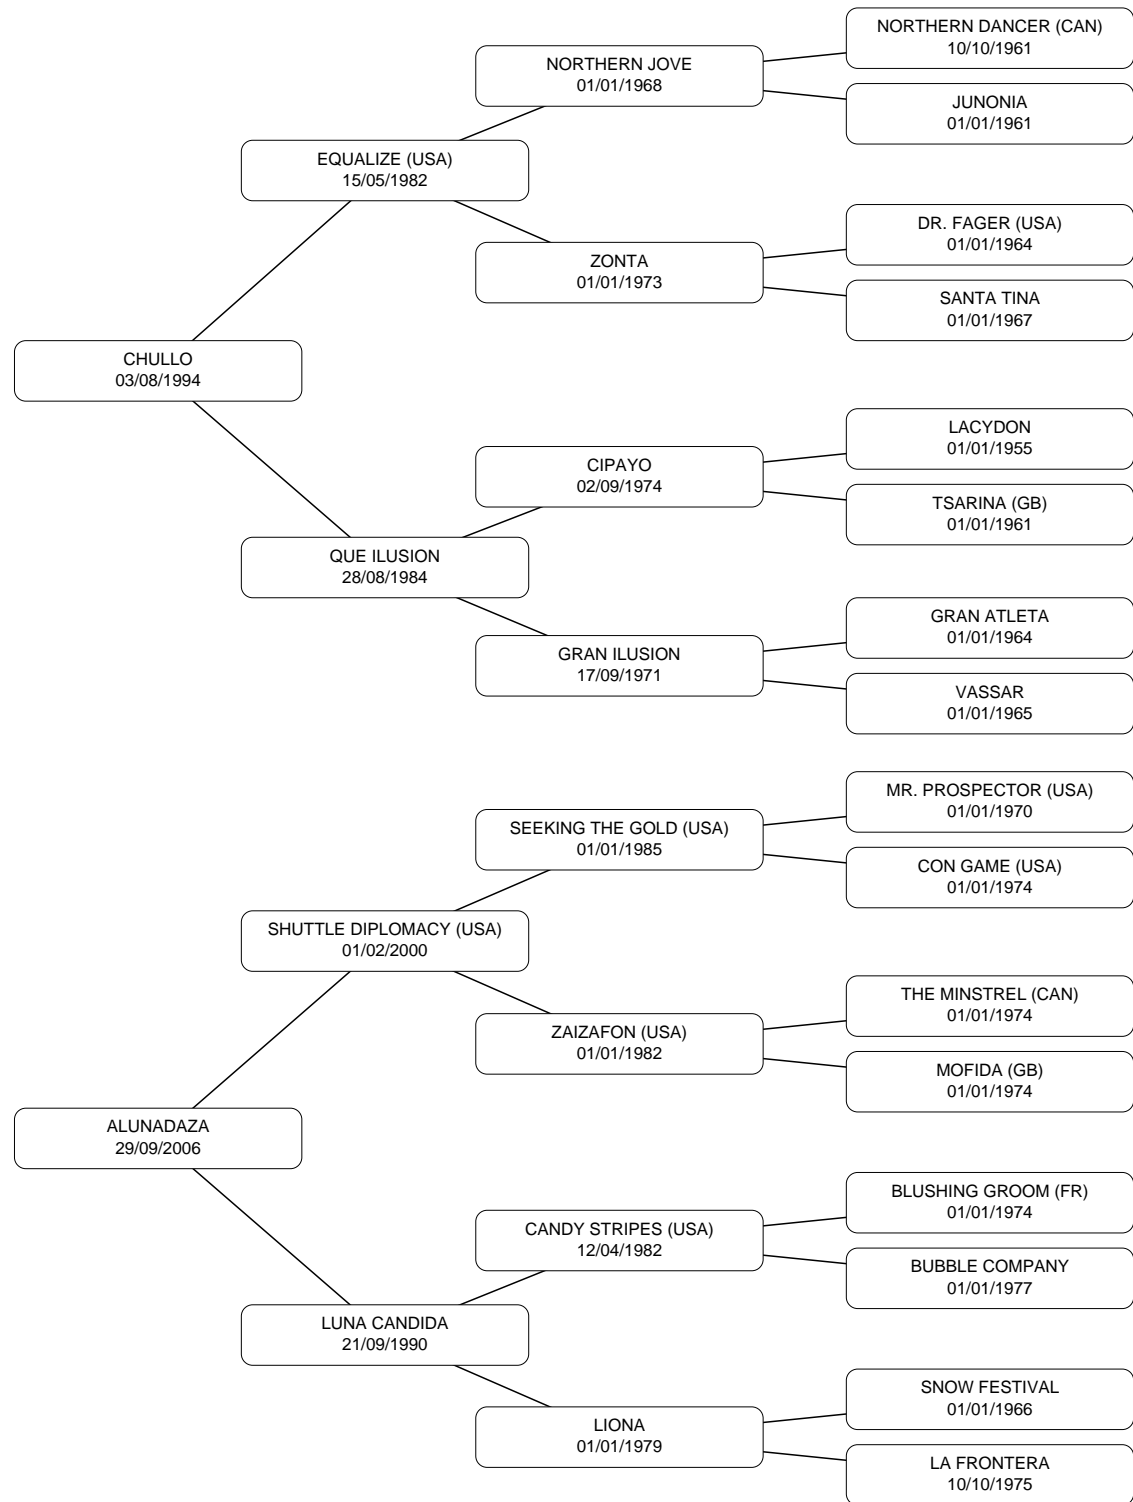 NORTHERN DANCER (CAN)
10/10/1961
NORTHERN JOVE
01/01/1968
JUNONIA
01/01/1961
EQUALIZE (USA)
15/05/1982
DR. FAGER (USA)
01/01/1964
ZONTA
01/01/1973
SANTA TINA
01/01/1967
CHULLO
03/08/1994
LACYDON
01/01/1955
CIPAYO
02/09/1974
TSARINA (GB)
01/01/1961
QUE ILUSION
28/08/1984
GRAN ATLETA
01/01/1964
GRAN ILUSION
17/09/1971
VASSAR
01/01/1965
MR. PROSPECTOR (USA)
01/01/1970
SEEKING THE GOLD (USA)
01/01/1985
CON GAME (USA)
01/01/1974
SHUTTLE DIPLOMACY (USA)
01/02/2000
THE MINSTREL (CAN)
01/01/1974
ZAIZAFON (USA)
01/01/1982
MOFIDA (GB)
01/01/1974
ALUNADAZA
29/09/2006
BLUSHING GROOM (FR)
01/01/1974
CANDY STRIPES (USA)
12/04/1982
BUBBLE COMPANY
01/01/1977
LUNA CANDIDA
21/09/1990
SNOW FESTIVAL
01/01/1966
LIONA
01/01/1979
LA FRONTERA
10/10/1975